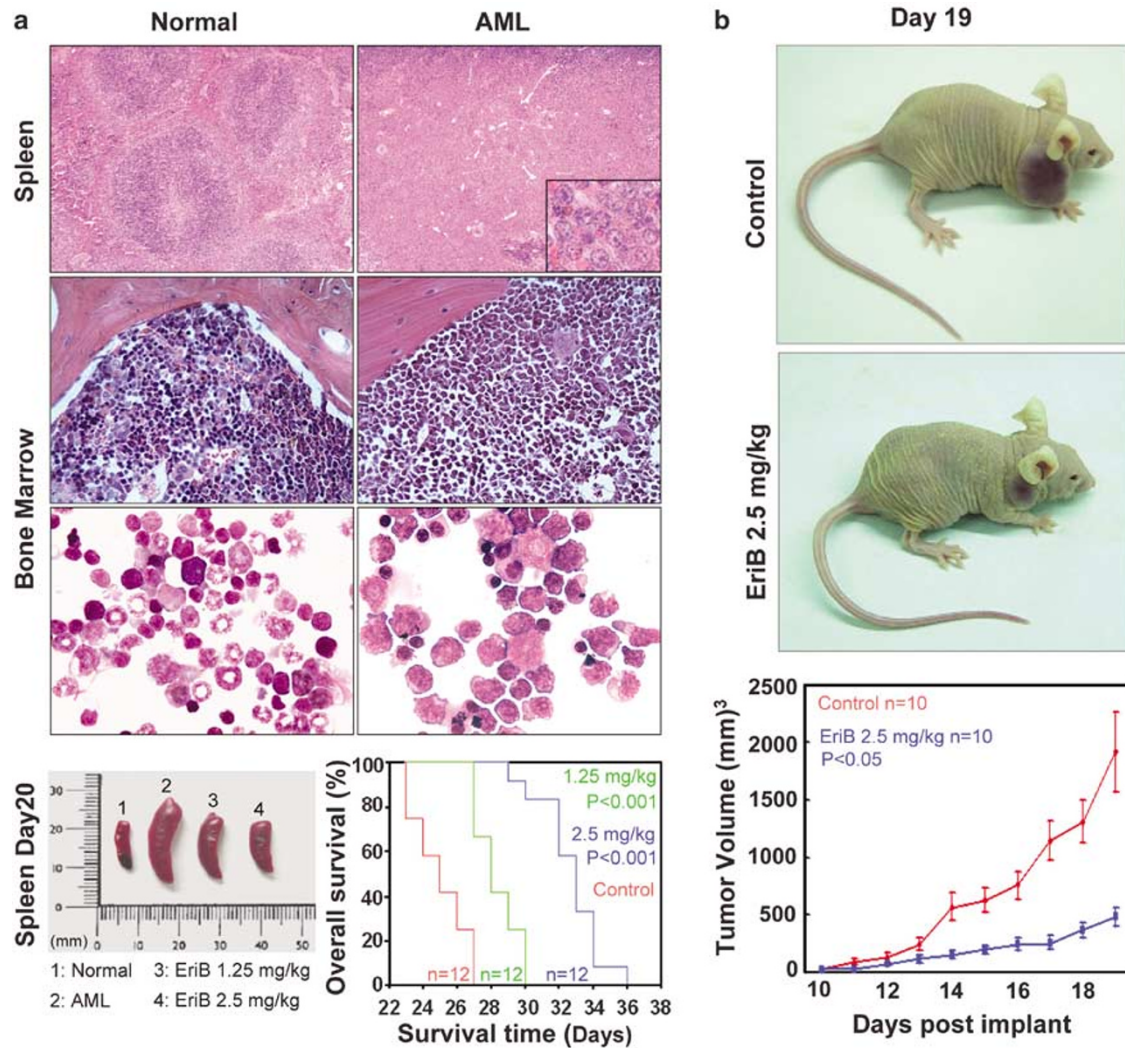 a
Normal
AML
Spleen
Bone Marrow
Spleen Day20
30
20
10
0
(mm)
0
10
20
30
40
50
1
2
3
4
1: Normal
3: EriB 1.25 mg/kg
2: AML
4: EriB 2.5 mg/kg
Overall survival (%)
100
80
60
40
20
0
1.25 mg/kg
P<0.001
2.5 mg/kg
P<0.001
Control
n=12
n=12
n=12
22 24 26 28 30 32 34 36 38
Survival time (Days)
b
Day 19
Control
EriB 2.5 mg/kg
Tumor Volume (mm)³
2500
2000
1500
1000
500
0
Control n=10
EriB 2.5 mg/kg n=10
P<0.05
10 12 14 16 18
Days post implant